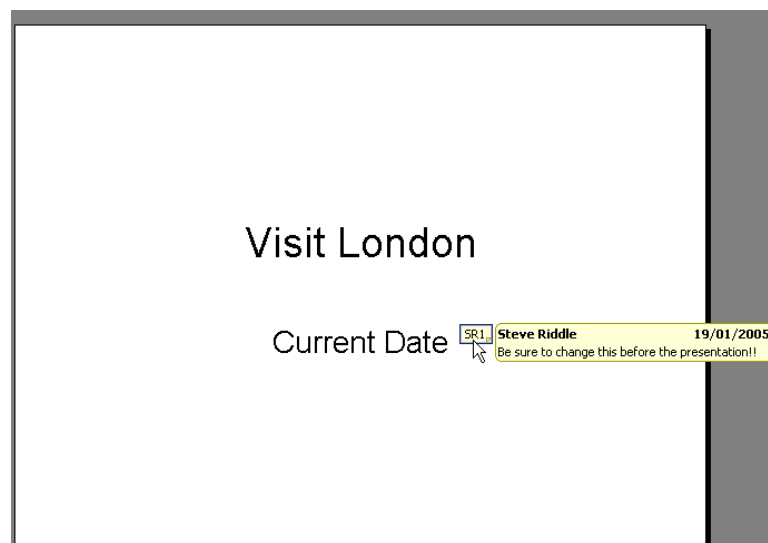 Visit London
Current Date
SR1
Steve Riddle 19/01/2005
Be sure to change this before the presentation!!